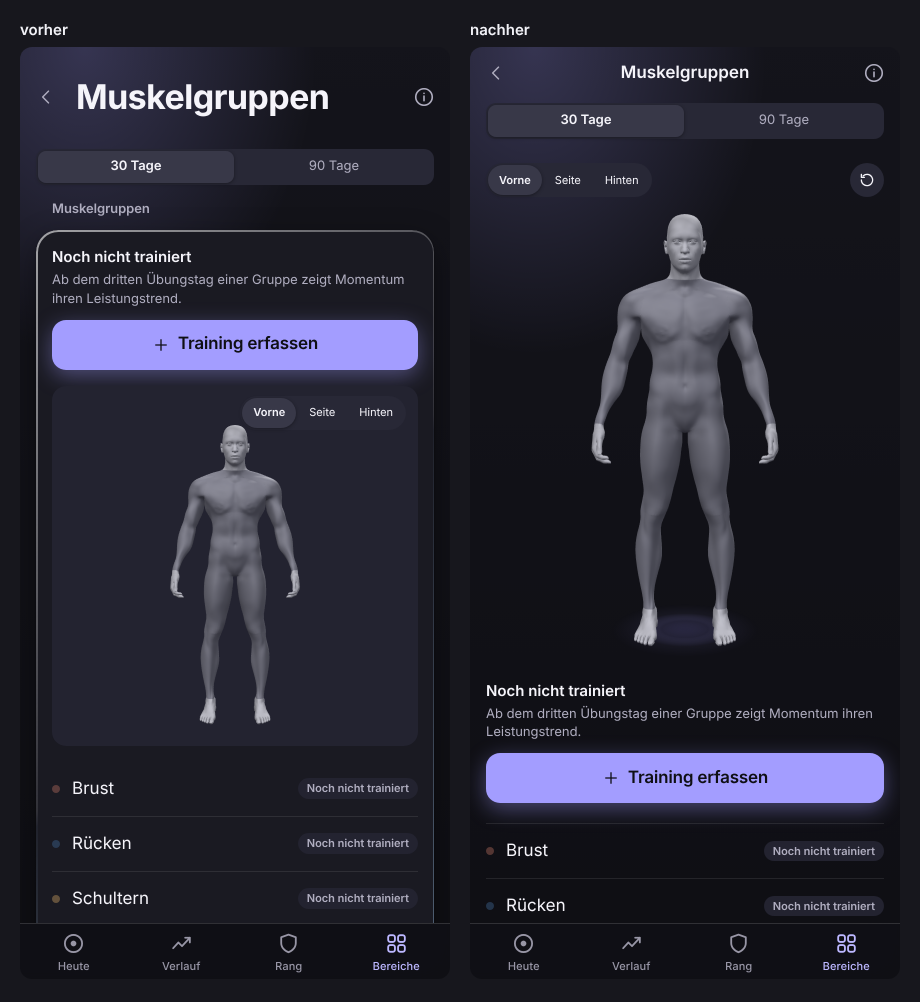 vorher
Muskelgruppen
30 Tage
90 Tage
Muskelgruppen
Noch nicht trainiert
Ab dem dritten Übungstag einer Gruppe zeigt Momentum
ihren Leistungstrend.
+ Training erfassen
Vorne
Seite
Hinten
Brust
Noch nicht trainiert
Rücken
Noch nicht trainiert
Schultern
Noch nicht trainiert
Heute
Verlauf
Rang
Bereiche
nachher
Muskelgruppen
30 Tage
90 Tage
Vorne
Seite
Hinten
Noch nicht trainiert
Ab dem dritten Übungstag einer Gruppe zeigt Momentum ihren
Leistungstrend.
+ Training erfassen
Brust
Noch nicht trainiert
Rücken
Noch nicht trainiert
Heute
Verlauf
Rang
Bereiche